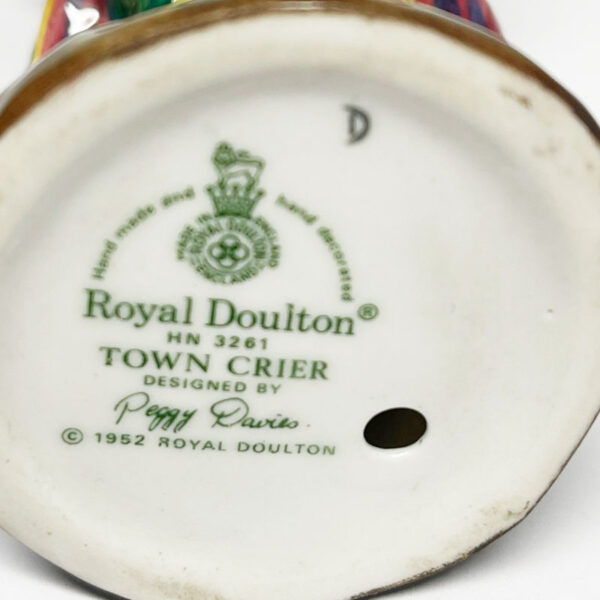 D
Hand made and hand decorated
MADE IN ENGLAND
ROYAL DOULTON
ENGLAND
Royal Doulton®
HN 3261
TOWN CRIER
DESIGNED BY
Peggy Davies.
© 1952 ROYAL DOULTON